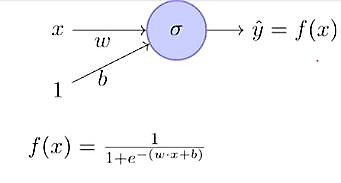 x w σ ŷ = f(x)
1 b
f(x) = 1 / 1+e^−(w·x+b)